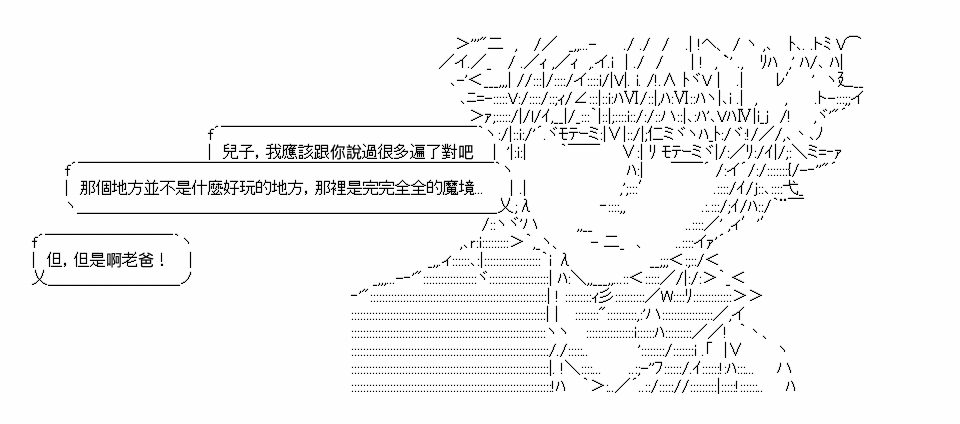 兒子，我應該跟你說過很多遍了對吧
那個地方並不是什麼好玩的地方，那裡是完完全全的魔境...
但，但是啊老爸！